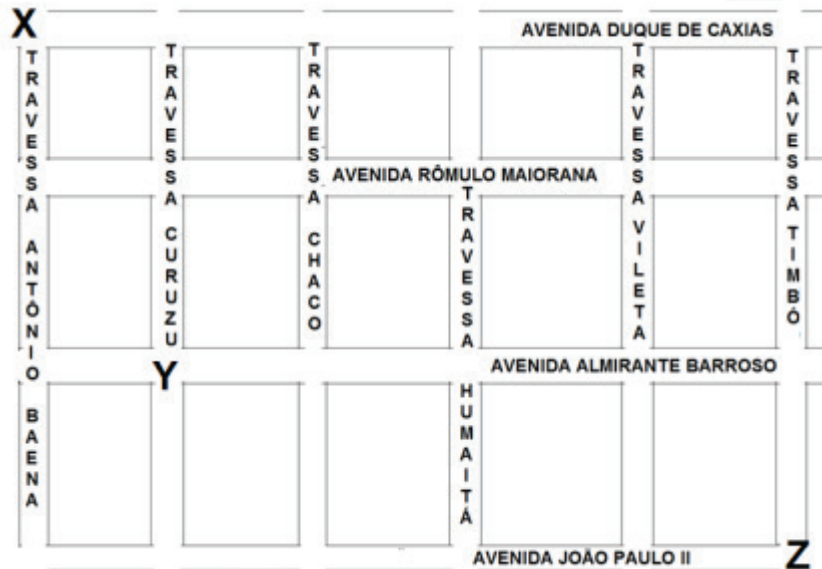 X
AVENIDA DUQUE DE CAXIAS
TRAVESSA ANTÔNIO BAENA
TRAVESSA CURUZU
TRAVESSA CHACO
TRAVESSA VILETA
TRAVESSA TIMBÓ
AVENIDA RÔMULO MAIORANA
TRAVESSA HUMAITÁ
AVENIDA ALMIRANTE BARROSO
Y
AVENIDA JOÃO PAULO II
Z